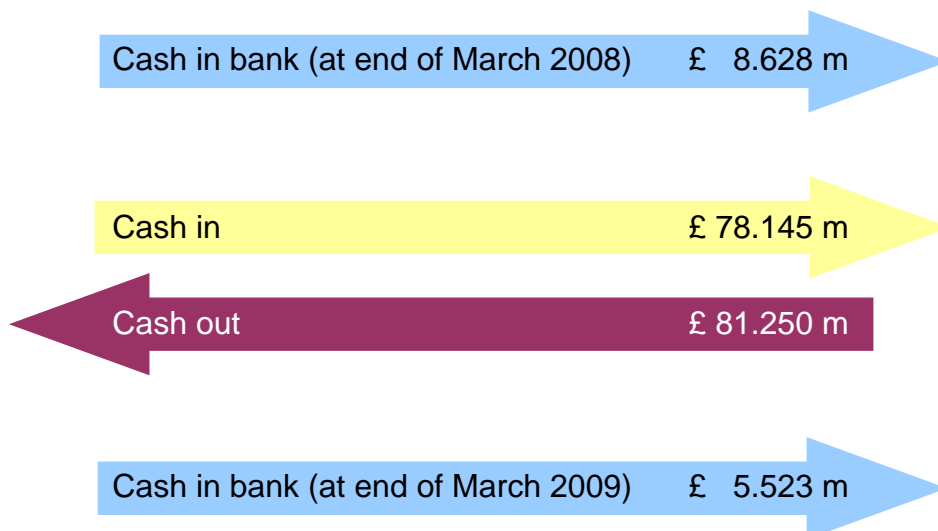 Cash in bank (at end of March 2008) £ 8.628 m
Cash in £ 78.145 m
Cash out £ 81.250 m
Cash in bank (at end of March 2009) £ 5.523 m